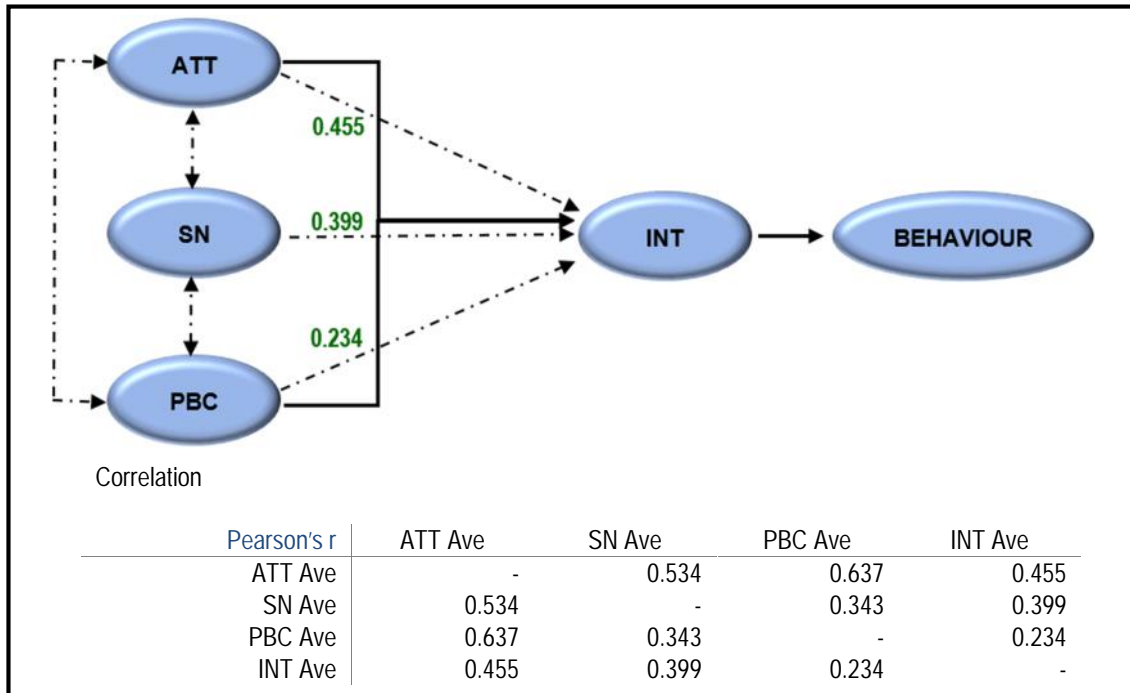 ATT
0.455
SN
0.399
INT
BEHAVIOUR
0.234
PBC
Correlation
Pearson's r ATT Ave SN Ave PBC Ave INT Ave
ATT Ave - 0.534 0.637 0.455
SN Ave 0.534 - 0.343 0.399
PBC Ave 0.637 0.343 - 0.234
INT Ave 0.455 0.399 0.234 -